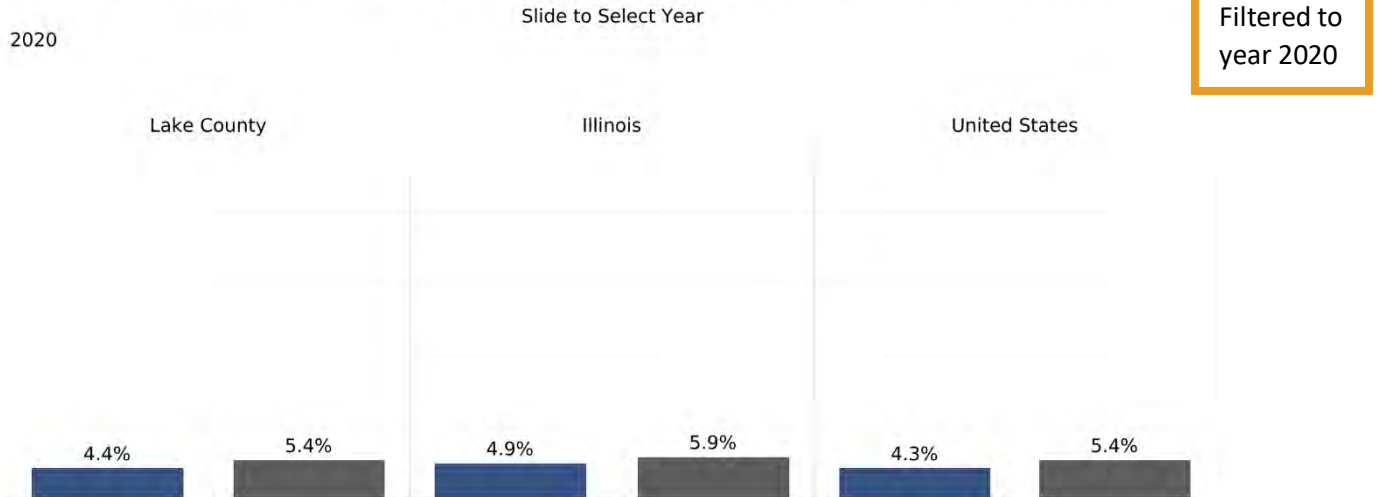 Slide to Select Year
2020
Filtered to
year 2020
Lake County
Illinois
United States
4.4%
5.4%
4.9%
5.9%
4.3%
5.4%